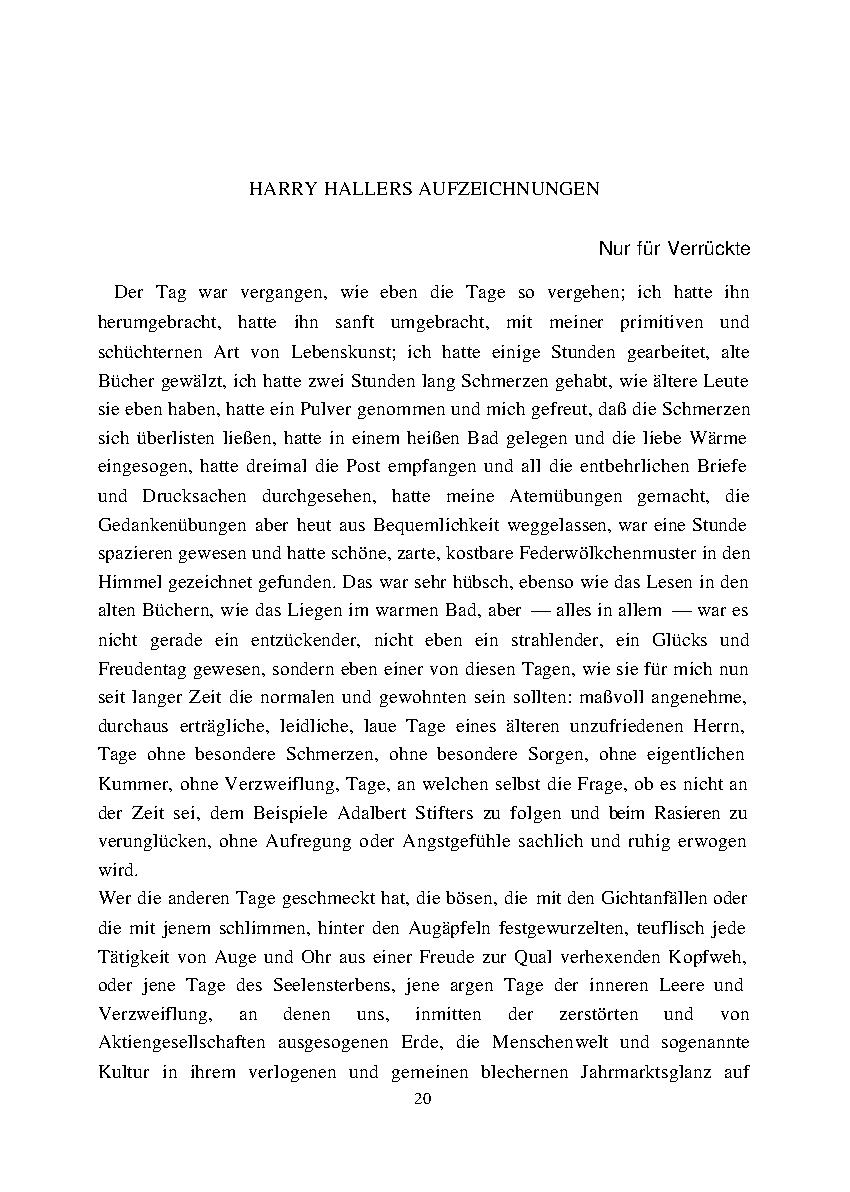 HARRY HALLERS AUFZEICHNUNGEN
Nur für Verrückte
Der Tag war vergangen, wie eben die Tage so vergehen; ich hatte ihn
herumgebracht, hatte ihn sanft umgebracht, mit meiner primitiven und
schüchternen Art von Lebenskunst; ich hatte einige Stunden gearbeitet, alte
Bücher gewälzt, ich hatte zwei Stunden lang Schmerzen gehabt, wie ältere Leute
sie eben haben, hatte ein Pulver genommen und mich gefreut, daß die Schmerzen
sich überlisten ließen, hatte in einem heißen Bad gelegen und die liebe Wärme
eingesogen, hatte dreimal die Post empfangen und all die entbehrlichen Briefe
und Drucksachen durchgesehen, hatte meine Atemübungen gemacht, die
Gedankenübungen aber heut aus Bequemlichkeit weggelassen, war eine Stunde
spazieren gewesen und hatte schöne, zarte, kostbare Federwölkchenmuster in den
Himmel gezeichnet gefunden. Das war sehr hübsch, ebenso wie das Lesen in den
alten Büchern, wie das Liegen im warmen Bad, aber — alles in allem — war es
nicht gerade ein entzückender, nicht eben ein strahlender, ein Glücks und
Freudentag gewesen, sondern eben einer von diesen Tagen, wie sie für mich nun
seit langer Zeit die normalen und gewohnten sein sollten: maßvoll angenehme,
durchaus erträgliche, leidliche, laue Tage eines älteren unzufriedenen Herrn,
Tage ohne besondere Schmerzen, ohne besondere Sorgen, ohne eigentlichen
Kummer, ohne Verzweiflung, Tage, an welchen selbst die Frage, ob es nicht an
der Zeit sei, dem Beispiele Adalbert Stifters zu folgen und beim Rasieren zu
verunglücken, ohne Aufregung oder Angstgefühle sachlich und ruhig erwogen
wird.
Wer die anderen Tage geschmeckt hat, die bösen, die mit den Gichtanfällen oder
die mit jenem schlimmen, hinter den Augäpfeln festgewurzelten, teuflisch jede
Tätigkeit von Auge und Ohr aus einer Freude zur Qual verhexenden Kopfweh,
oder jene Tage des Seelensterbens, jene argen Tage der inneren Leere und
Verzweiflung, an denen uns, inmitten der zerstörten und von
Aktiengesellschaften ausgesogenen Erde, die Menschenwelt und sogenannte
Kultur in ihrem verlogenen und gemeinen blechernen Jahrmarktsglanz auf
20